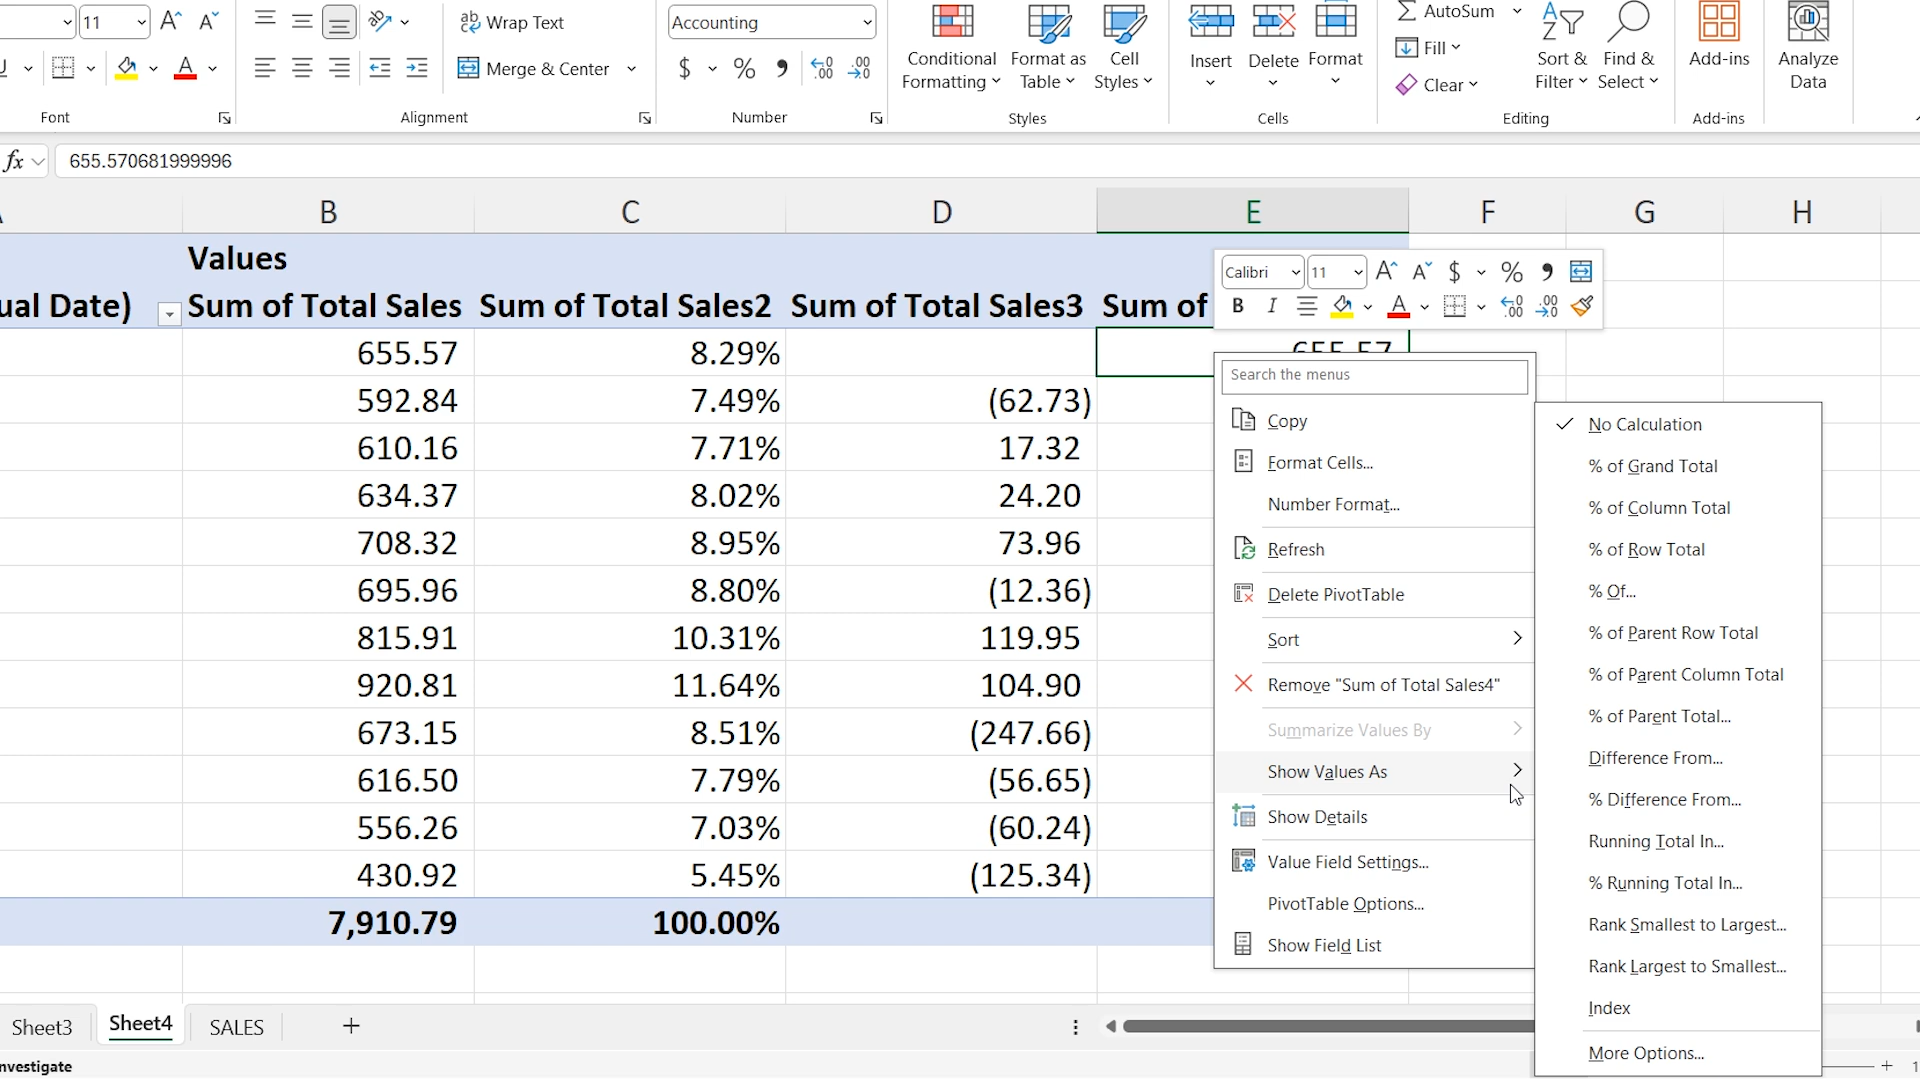 11
Wrap Text
Accounting
Conditional Formatting
Format as Table
Cell Styles
Insert
Delete
Format
AutoSum
Fill
Clear
Sort & Filter
Find & Select
Add-ins
Analyze Data
Merge & Center
$ % ,
Font
Alignment
Number
Styles
Cells
Editing
Add-ins
fx 655.570681999996
B C D E F G H
Values
ual Date) Sum of Total Sales Sum of Total Sales2 Sum of Total Sales3 Sum of
655.57 8.29% 655.57
592.84 7.49% (62.73)
610.16 7.71% 17.32
634.37 8.02% 24.20
708.32 8.95% 73.96
695.96 8.80% (12.36)
815.91 10.31% 119.95
920.81 11.64% 104.90
673.15 8.51% (247.66)
616.50 7.79% (56.65)
556.26 7.03% (60.24)
430.92 5.45% (125.34)
7,910.79 100.00%
Calibri 11 A A $ % ,
B I A
Search the menus
Copy
Format Cells...
Number Format...
Refresh
Delete PivotTable
Sort
Remove "Sum of Total Sales4"
Summarize Values By
Show Values As
Show Details
Value Field Settings...
PivotTable Options...
Show Field List
No Calculation
% of Grand Total
% of Column Total
% of Row Total
% Of...
% of Parent Row Total
% of Parent Column Total
% of Parent Total...
Difference From...
% Difference From...
Running Total In...
% Running Total In...
Rank Smallest to Largest...
Rank Largest to Smallest...
Index
More Options...
Sheet3 Sheet4 SALES +
nvestigate